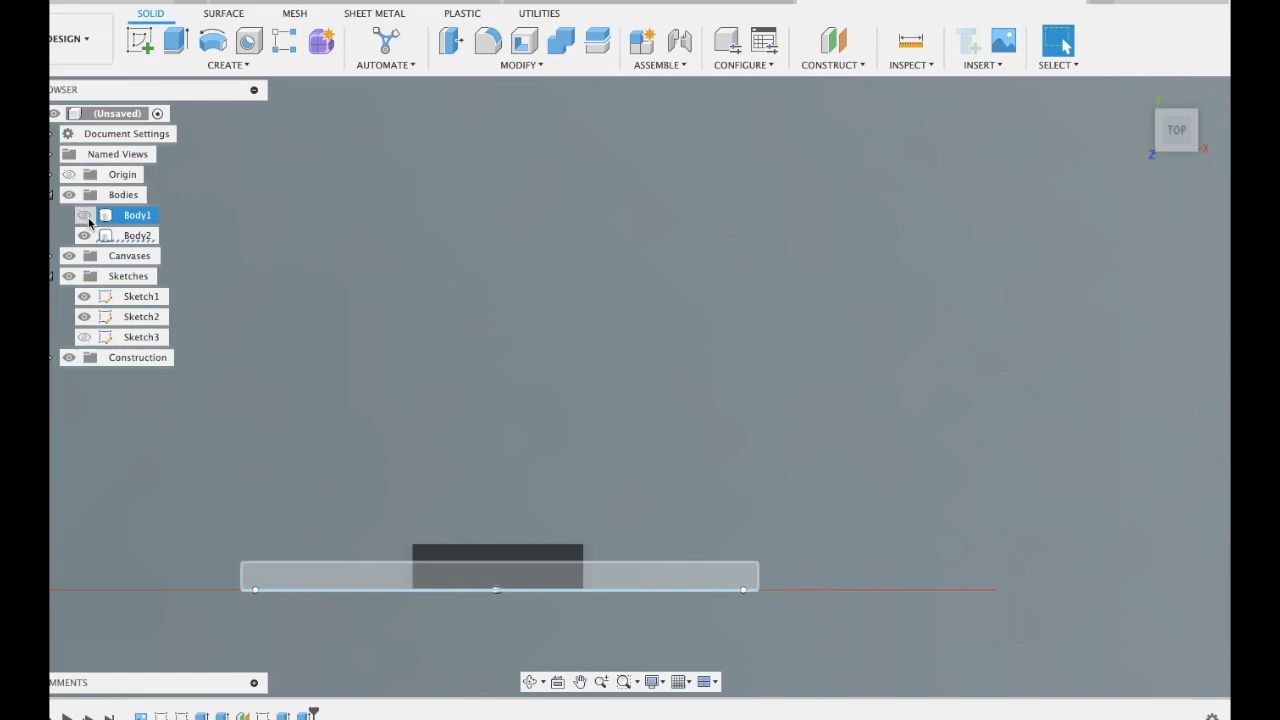 SOLID SURFACE MESH SHEET METAL PLASTIC UTILITIES
ESIGN
CREATE AUTOMATE MODIFY ASSEMBLE CONFIGURE CONSTRUCT INSPECT INSERT SELECT
OWSER
(Unsaved)
Document Settings
Named Views
Origin
Bodies
Body1
Body2
Canvases
Sketches
Sketch1
Sketch2
Sketch3
Construction
TOP
Y
X
Z
MMENTS